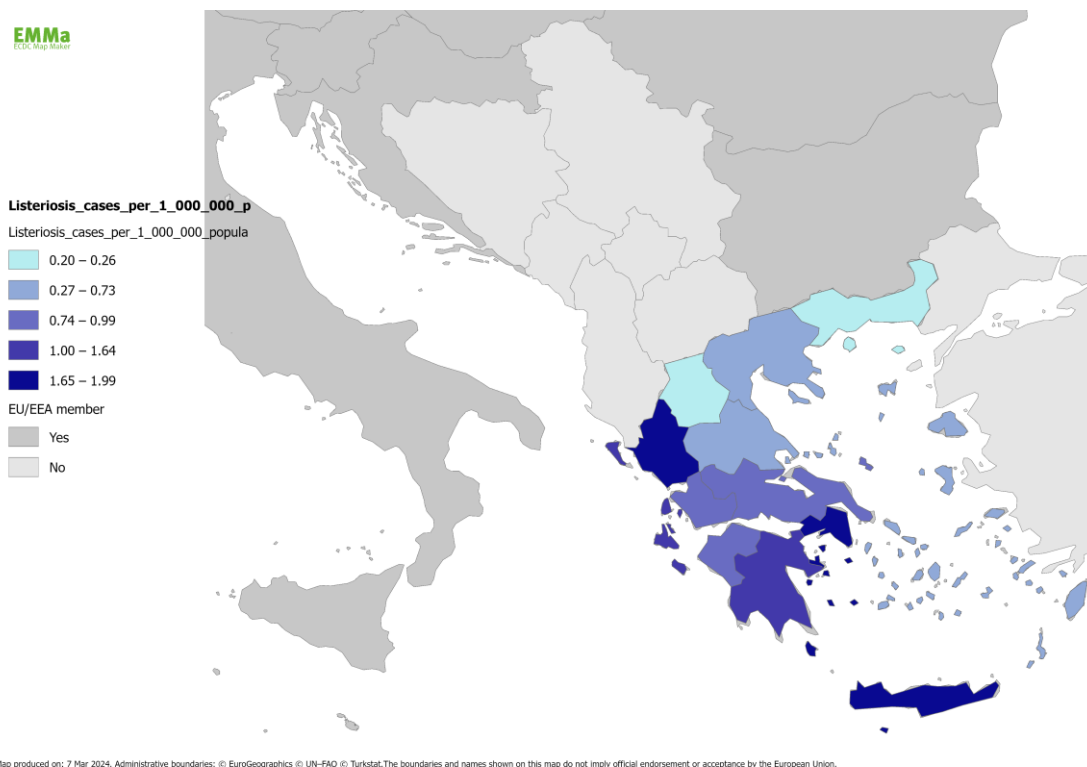 EMMa
ECDC Map Maker
Listeriosis_cases_per_1_000_000_p
Listeriosis_cases_per_1_000_000_popula
0.20 – 0.26
0.27 – 0.73
0.74 – 0.99
1.00 – 1.64
1.65 – 1.99
EU/EEA member
Yes
No
Map produced on: 7 Mar 2024. Administrative boundaries: © EuroGeographics © UN–FAO © Turkstat.The boundaries and names shown on this map do not imply official endorsement or acceptance by the European Union.